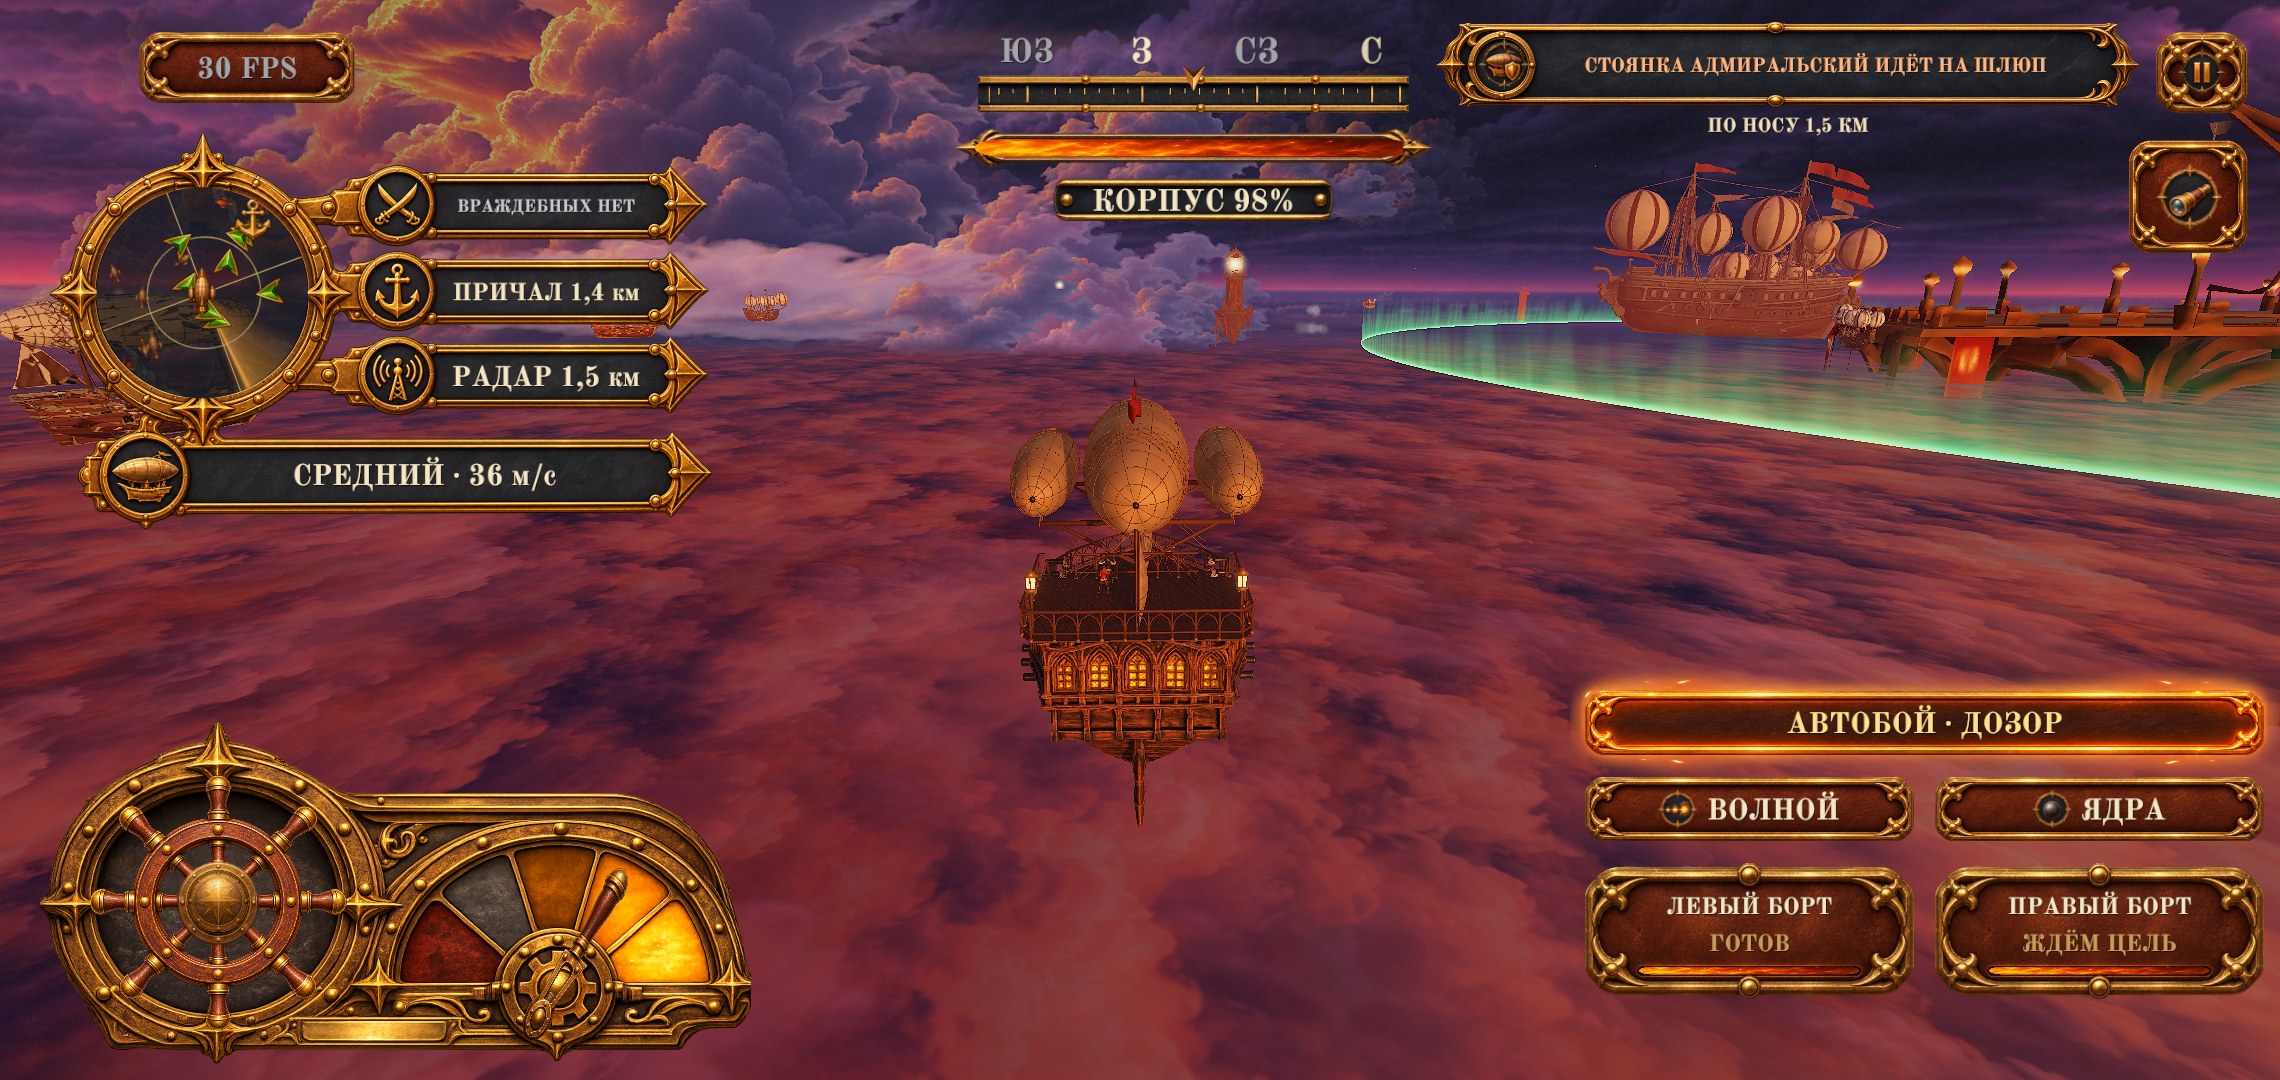 30 FPS
ЮЗ З СЗ С
СТОЯНКА АДМИРАЛЬСКИЙ ИДЁТ НА ШЛЮП
ПО НОСУ 1,5 КМ
КОРПУС 98%
ВРАЖДЕБНЫХ НЕТ
ПРИЧАЛ 1,4 км
РАДАР 1,5 км
СРЕДНИЙ · 36 м/с
АВТОБОЙ · ДОЗОР
ВОЛНОЙ
ЯДРА
ЛЕВЫЙ БОРТ
ГОТОВ
ПРАВЫЙ БОРТ
ЖДЁМ ЦЕЛЬ